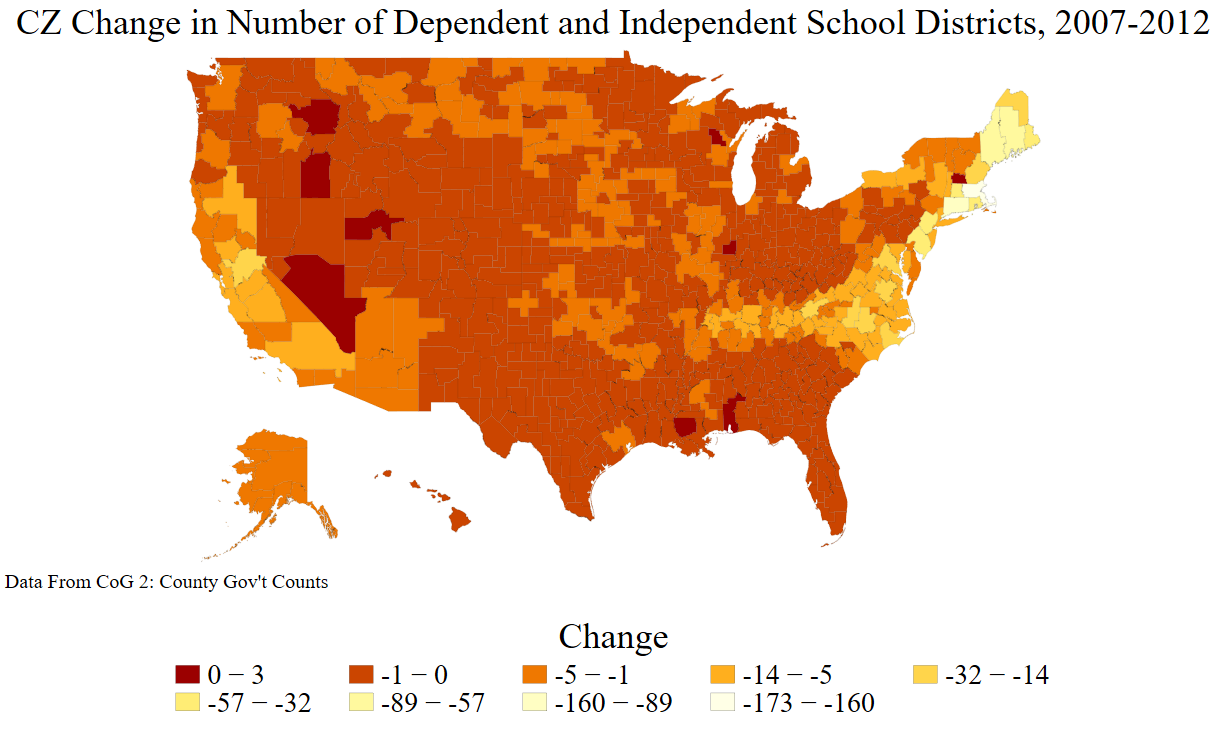 CZ Change in Number of Dependent and Independent School Districts, 2007-2012
Data From CoG 2: County Gov't Counts
Change
0 − 3 -1 − 0 -5 − -1 -14 − -5 -32 − -14
-57 − -32 -89 − -57 -160 − -89 -173 − -160